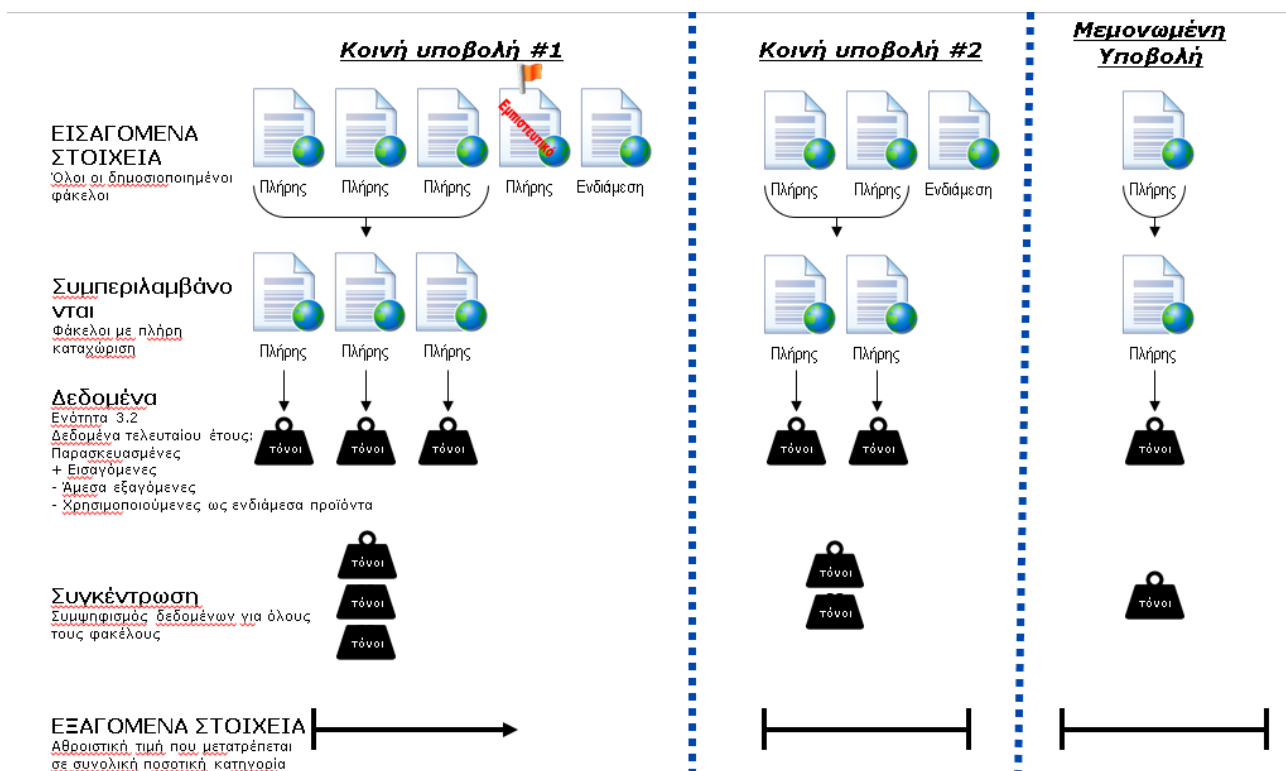 Κοινή υποβολή #1
Κοινή υποβολή #2
Μεμονωμένη
Υποβολή
ΕΙΣΑΓΟΜΕΝΑ
ΣΤΟΙΧΕΙΑ
Όλοι οι δημοσιοποιημένοι
φάκελοι
Εμπιστευτικό
Πλήρης Πλήρης Πλήρης Πλήρης Ενδιάμεση
Πλήρης Πλήρης Ενδιάμεση
Πλήρης
Συμπεριλαμβάνο
νται
Φάκελοι με πλήρη
καταχώριση
Πλήρης Πλήρης Πλήρης
Πλήρης Πλήρης
Πλήρης
Δεδομένα
Ενότητα 3.2
Δεδομένα τελευταίου έτους:
Παρασκευασμένες
+ Εισαγόμενες
- Άμεσα εξαγόμενες
- Χρησιμοποιούμενες ως ενδιάμεσα προϊόντα
τόνοι τόνοι τόνοι
τόνοι τόνοι
τόνοι
Συγκέντρωση
Συμψηφισμός δεδομένων για όλους
τους φακέλους
τόνοι
τόνοι
τόνοι
τόνοι
τόνοι
τόνοι
ΕΞΑΓΟΜΕΝΑ ΣΤΟΙΧΕΙΑ
Αθροιστική τιμή που μετατρέπεται
σε συνολική ποσοτική κατηγορία